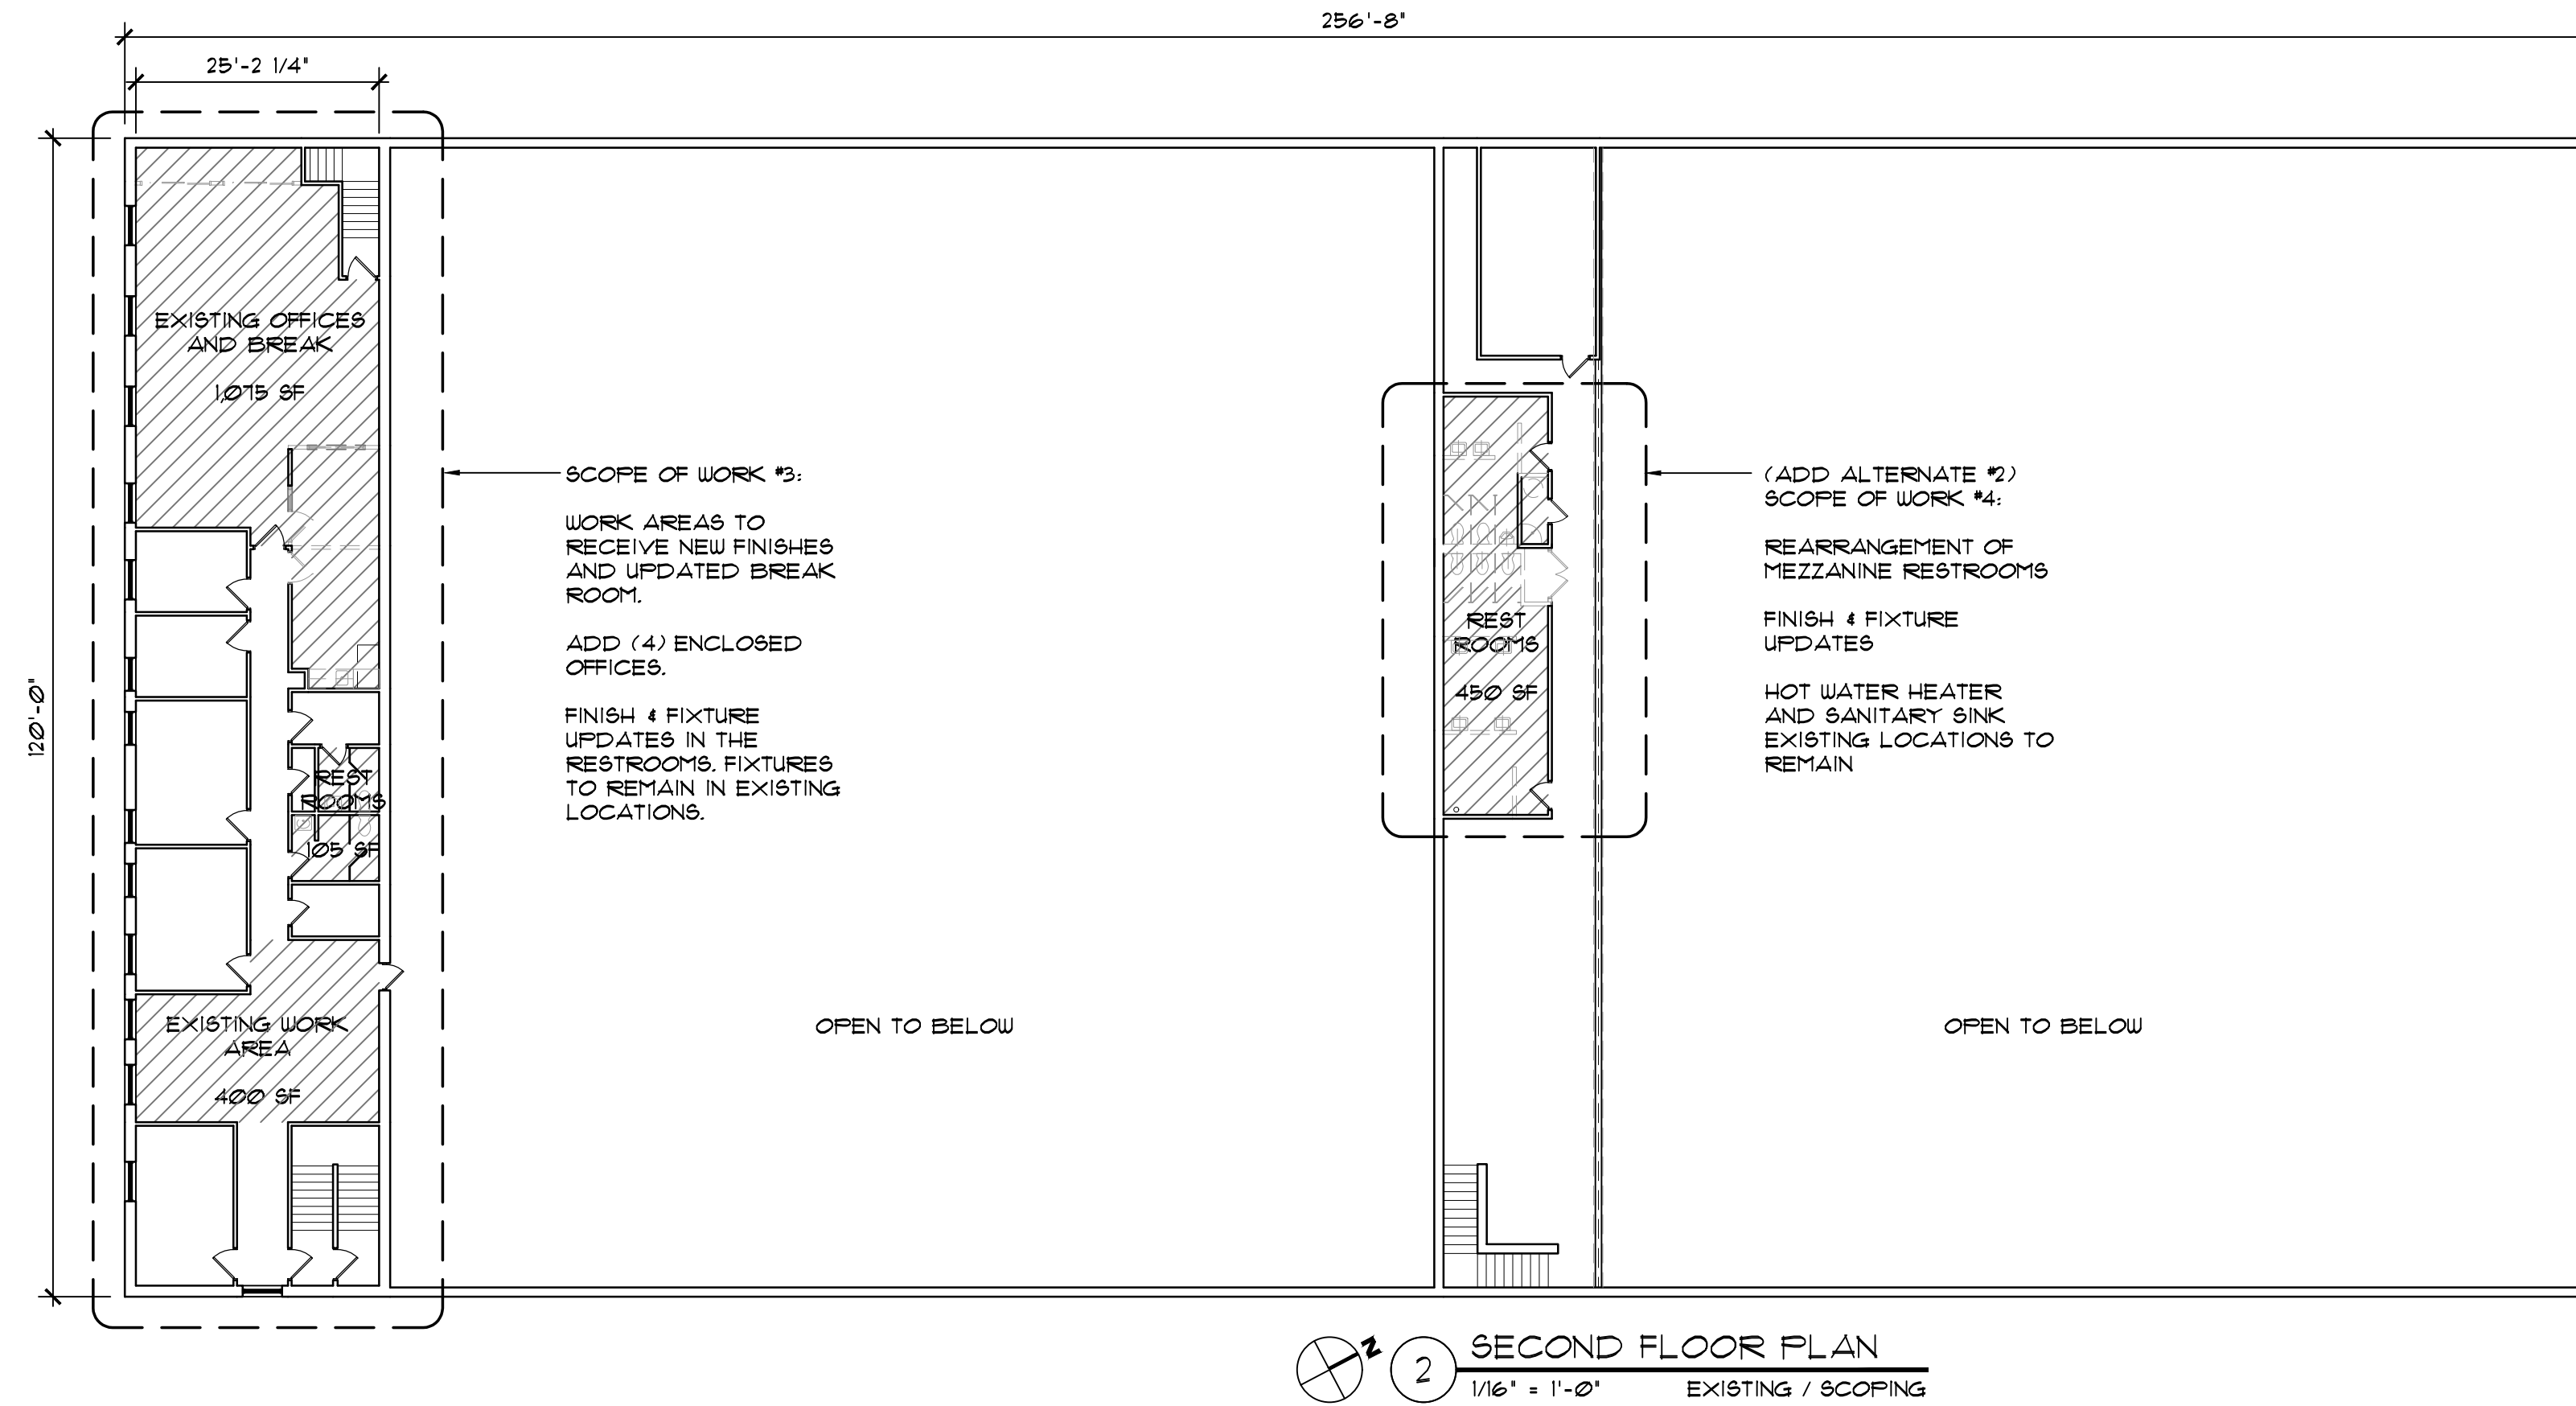 256'-8"
25'-2 1/4"
120'-0"
EXISTING OFFICES
AND BREAK
1,075 SF
SCOPE OF WORK #3:
WORK AREAS TO
RECEIVE NEW FINISHES
AND UPDATED BREAK
ROOM.
ADD (4) ENCLOSED
OFFICES.
FINISH & FIXTURE
UPDATES IN THE
RESTROOMS. FIXTURES
TO REMAIN IN EXISTING
LOCATIONS.
REST
ROOMS
105 SF
EXISTING WORK
AREA
400 SF
OPEN TO BELOW
REST
ROOMS
450 SF
(ADD ALTERNATE #2)
SCOPE OF WORK #4:
REARRANGEMENT OF
MEZZANINE RESTROOMS
FINISH & FIXTURE
UPDATES
HOT WATER HEATER
AND SANITARY SINK
EXISTING LOCATIONS TO
REMAIN
OPEN TO BELOW
N
2
SECOND FLOOR PLAN
1/16" = 1'-0" EXISTING / SCOPING